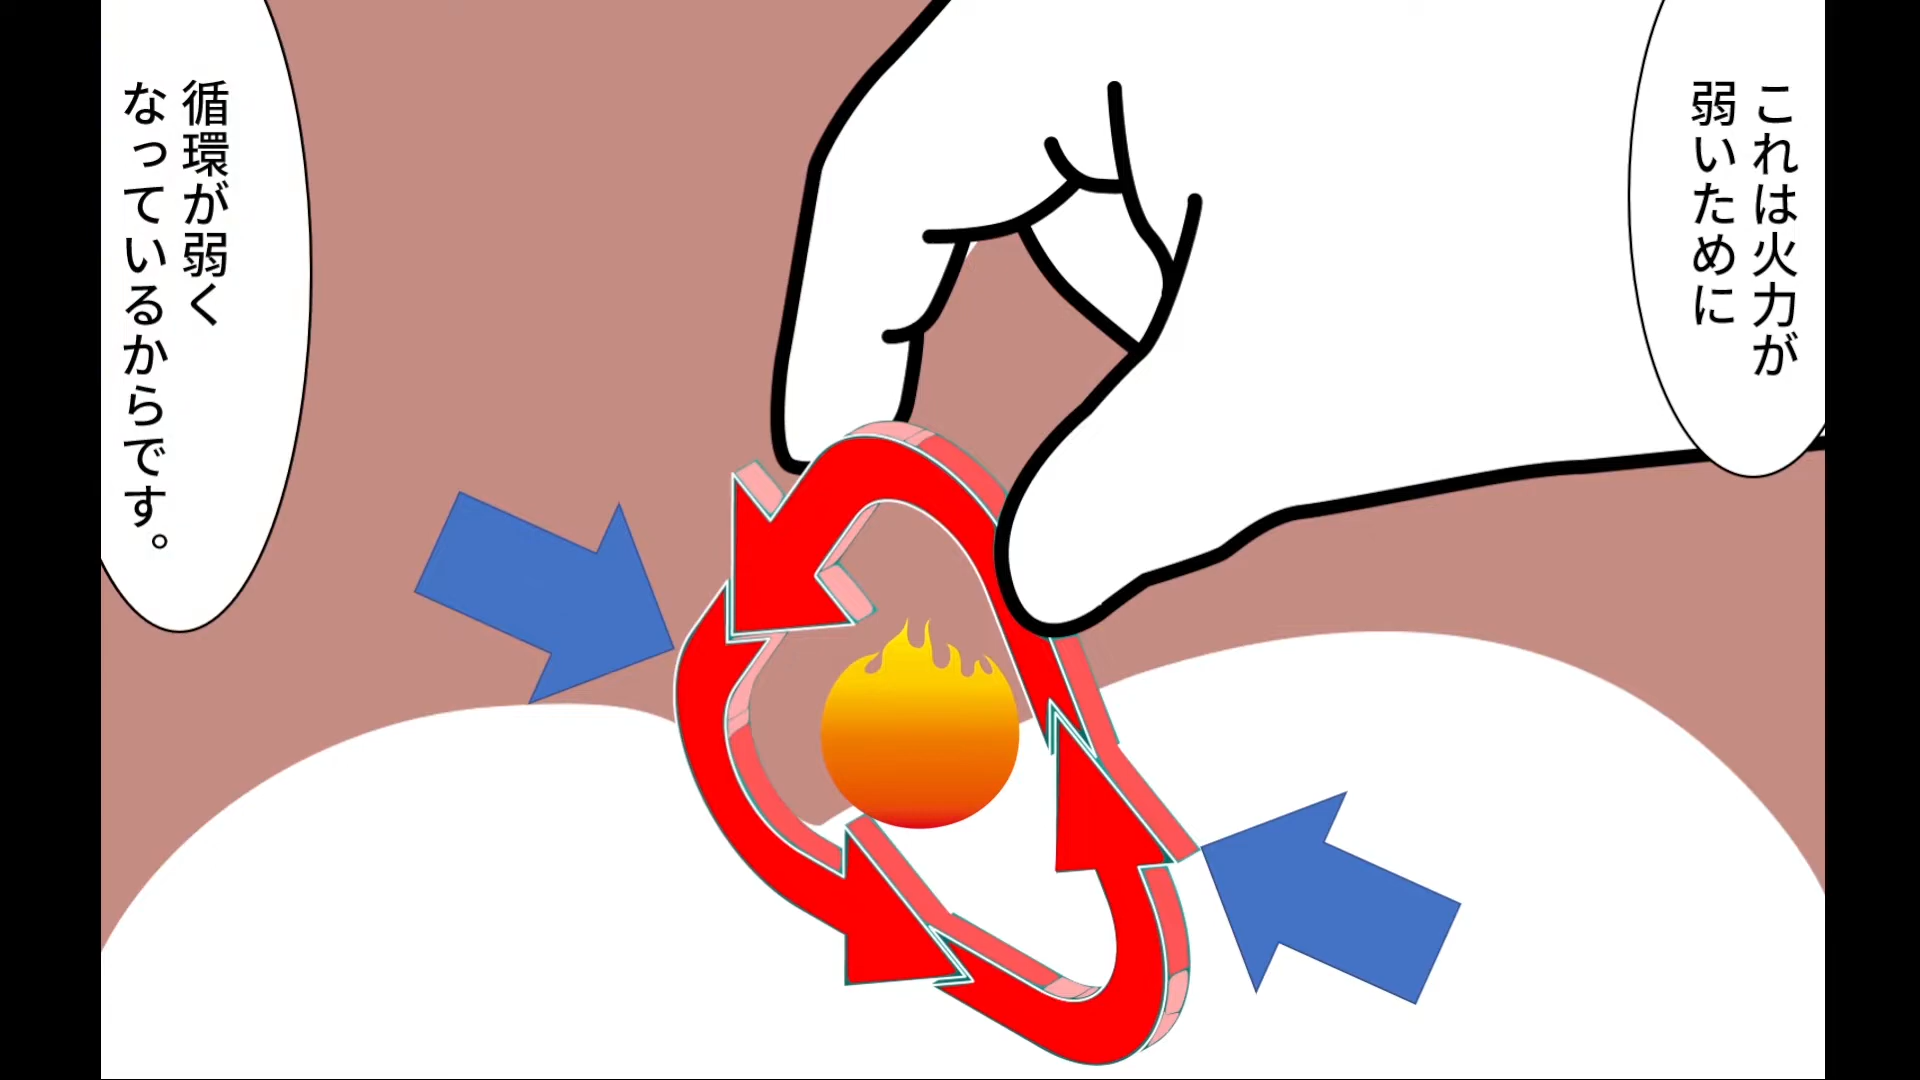 これは火力が
弱いために
循環が弱く
なっているからです。